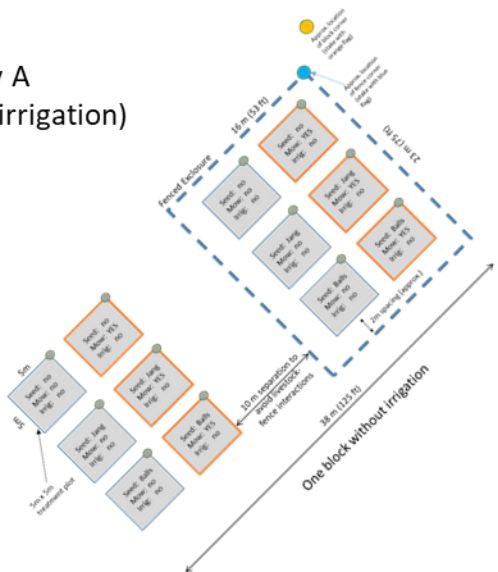 y A
irrigation)
Approx. location
of block corner
(stake with
orange flag)
Approx. location
of fence corner
(stake with blue
flag)
16 m (53 ft)
23 m (75 ft)
Fenced Exclosure
Seed: no
Mow: YES
Irrig: no
Seed: no
Mow: no
Irrig: no
Seed: Jang
Mow: YES
Irrig: no
Seed: Jang
Mow: no
Irrig: no
Seed: Balls
Mow: YES
Irrig: no
Seed: Balls
Mow: no
Irrig: no
2m spacing (approx.)
10 m separation to
avoid livestock-
fence interactions
38 m (125 ft)
One block without irrigation
Seed: no
Mow: YES
Irrig: no
5m
Seed: no
Mow: no
Irrig: no
5m
Seed: Jang
Mow: YES
Irrig: no
Seed: Jang
Mow: no
Irrig: no
Seed: Balls
Mow: YES
Irrig: no
Seed: Balls
Mow: no
Irrig: no
5m x 5m
treatment plot